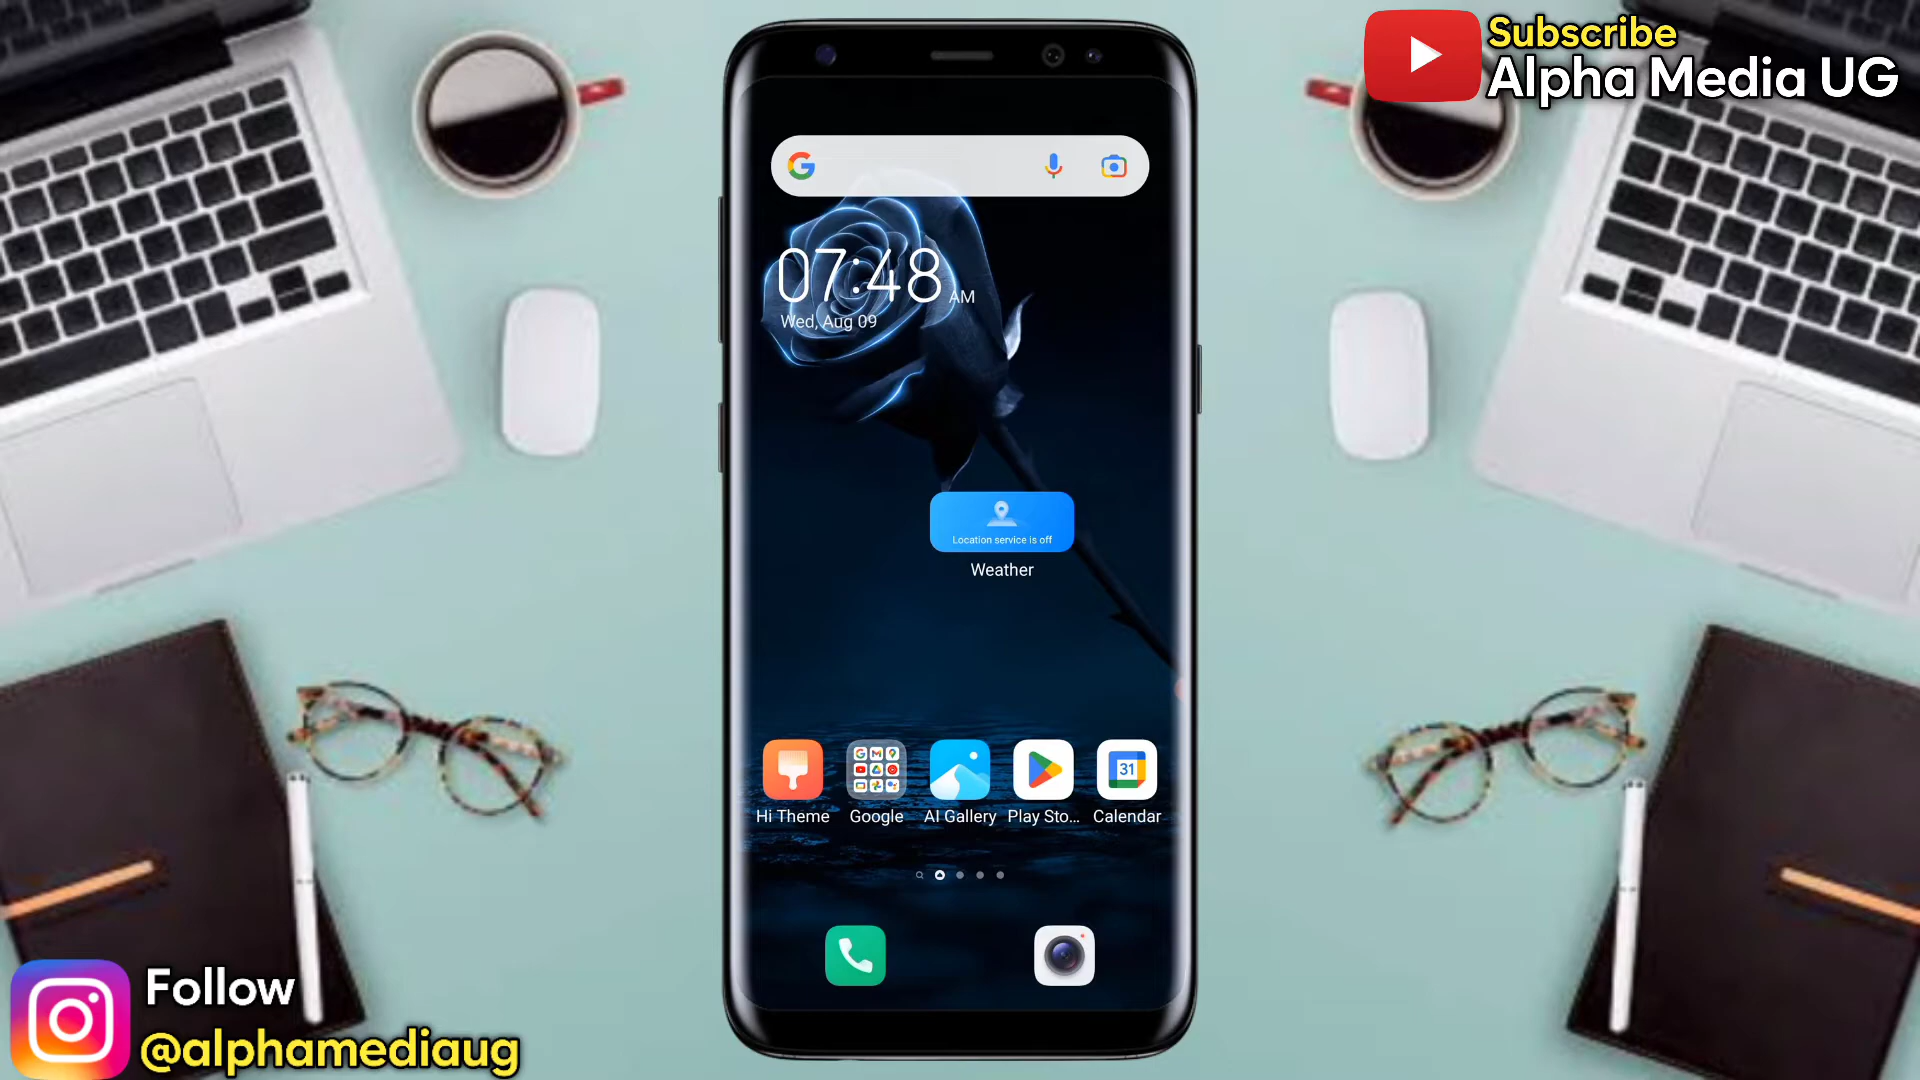 Subscribe
Alpha Media UG
07:48 AM
Wed, Aug 09
Location service is off
Weather
31
Hi Theme
Google
AI Gallery
Play Sto...
Calendar
Follow
@alphamediaug